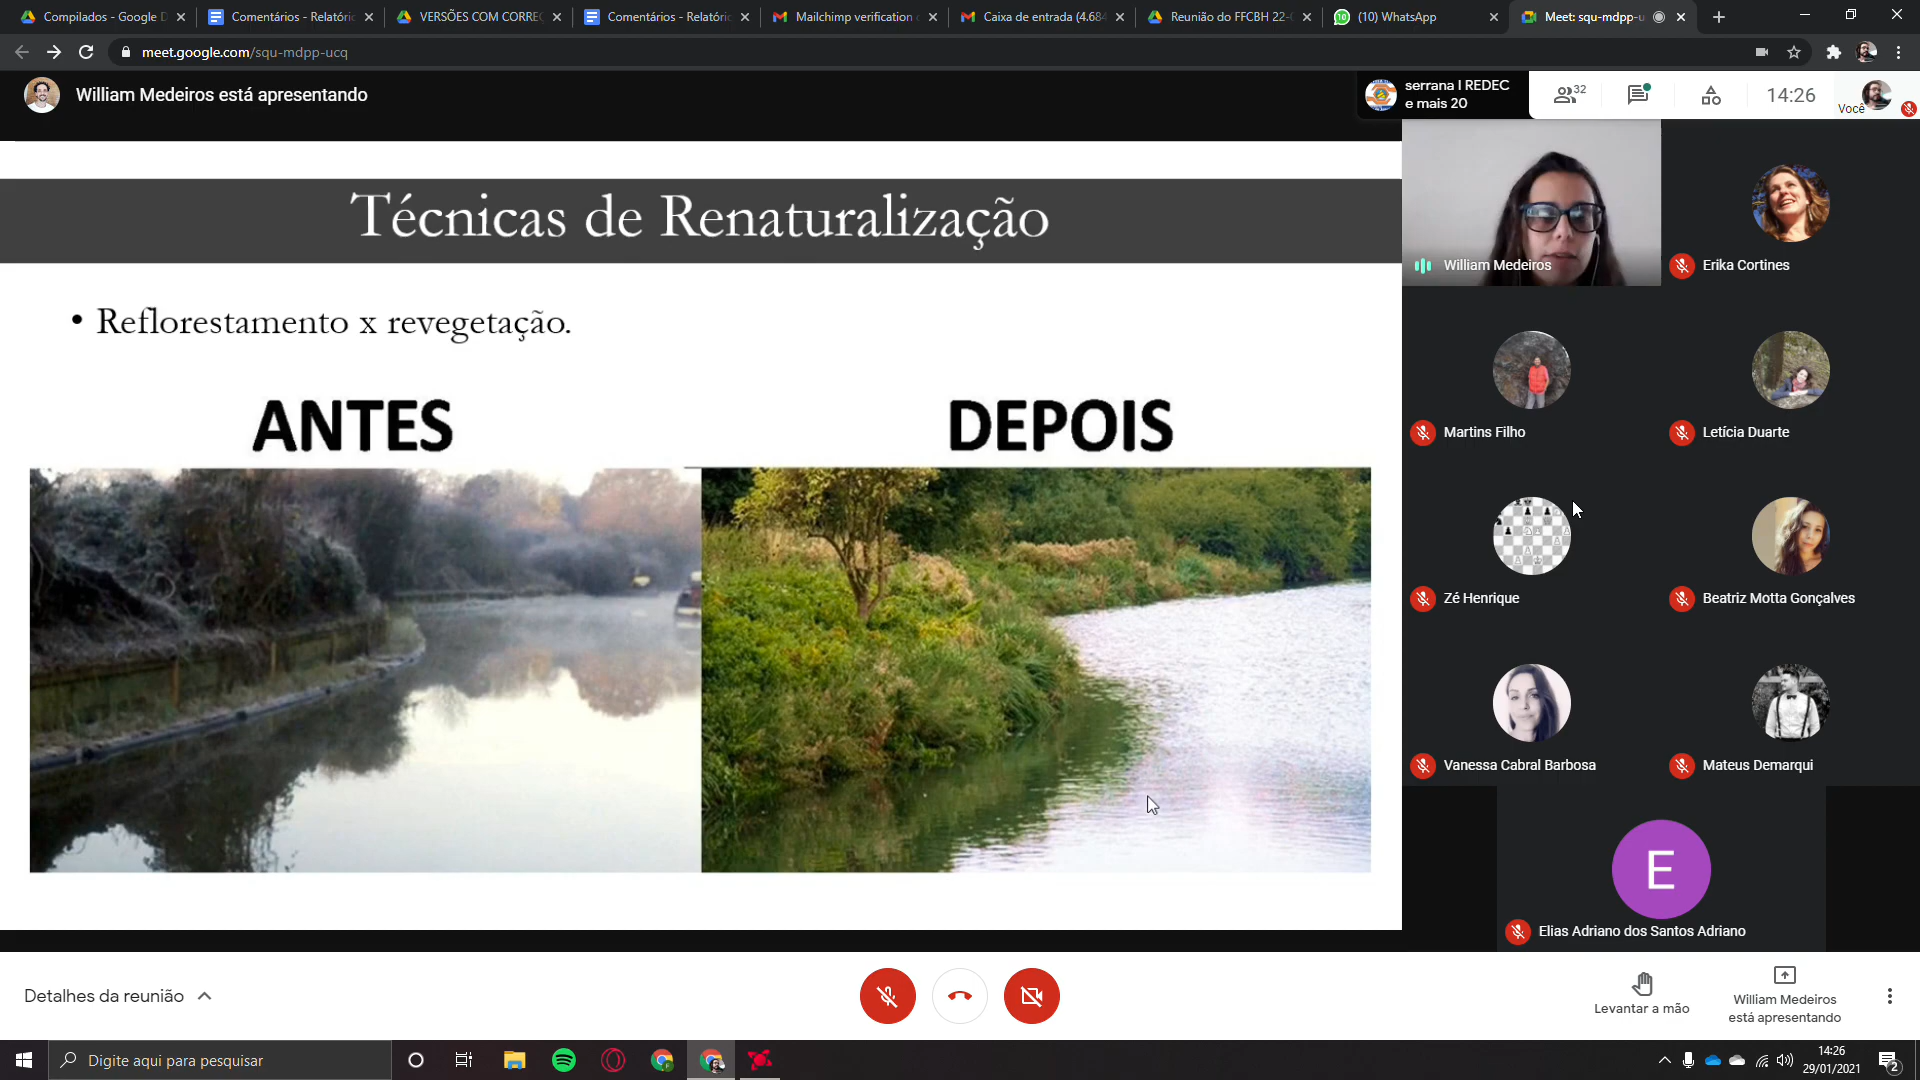 Compilados - Google D
Comentários - Relatóri
VERSÕES COM CORRE
Comentários - Relatóri
Mailchimp verification
Caixa de entrada (4.684
Reunião do FFCBH 22-
(10) WhatsApp
Meet: squ-mdpp-u
meet.google.com/squ-mdpp-ucq
William Medeiros está apresentando
serrana I REDEC
e mais 20
32
14:26
Você
Técnicas de Renaturalização
• Reflorestamento x revegetação.
ANTES
DEPOIS
William Medeiros
Erika Cortines
Martins Filho
Letícia Duarte
Zé Henrique
Beatriz Motta Gonçalves
Vanessa Cabral Barbosa
Mateus Demarqui
E
Elias Adriano dos Santos Adriano
Detalhes da reunião
Levantar a mão
William Medeiros
está apresentando
Digite aqui para pesquisar
14:26
29/01/2021
2